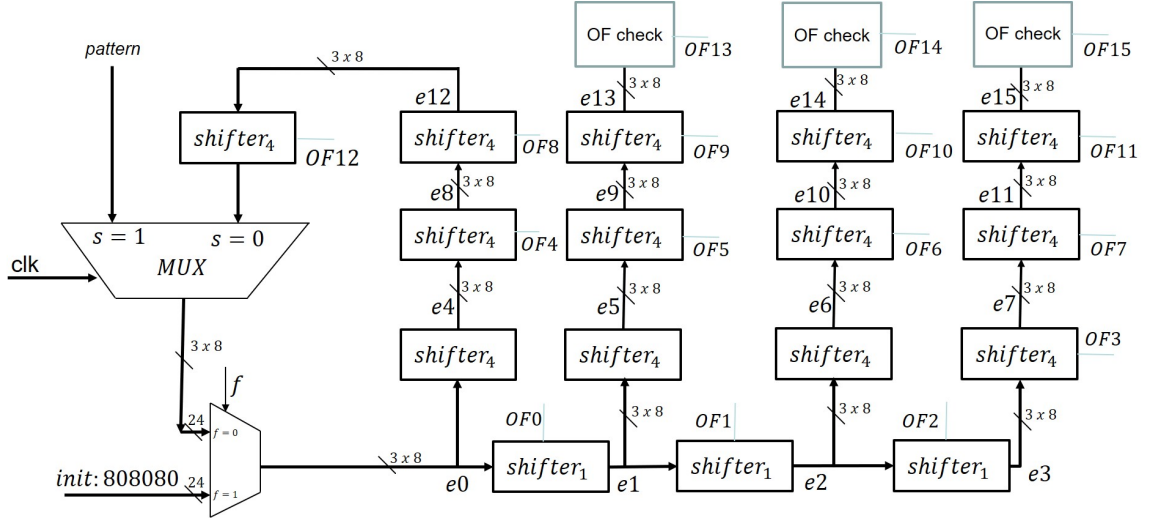 pattern
3 x 8
OF check
OF13
OF check
OF14
OF check
OF15
e12
e13
3 x 8
e14
3 x 8
e15
3 x 8
shifter4
OF12
shifter4
OF8
shifter4
OF9
shifter4
OF10
shifter4
OF11
e8
3 x 8
e9
3 x 8
e10
3 x 8
e11
3 x 8
s = 1
s = 0
MUX
clk
shifter4
OF4
shifter4
OF5
shifter4
OF6
shifter4
OF7
e4
3 x 8
e5
3 x 8
e6
3 x 8
e7
3 x 8
3 x 8
f
shifter4
shifter4
shifter4
shifter4
OF3
24
f = 0
OF0
3 x 8
OF1
3 x 8
OF2
3 x 8
init: 808080
24
f = 1
3 x 8
e0
shifter1
e1
shifter1
e2
shifter1
e3